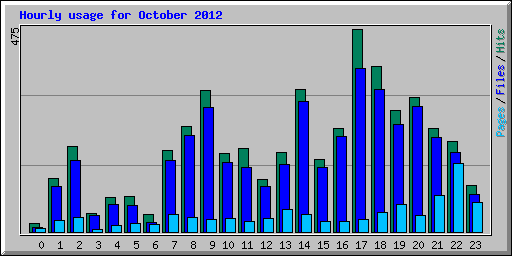 Hourly usage for October 2012
475
Pages/Files/Hits
0 1 2 3 4 5 6 7 8 9 10 11 12 13 14 15 16 17 18 19 20 21 22 23